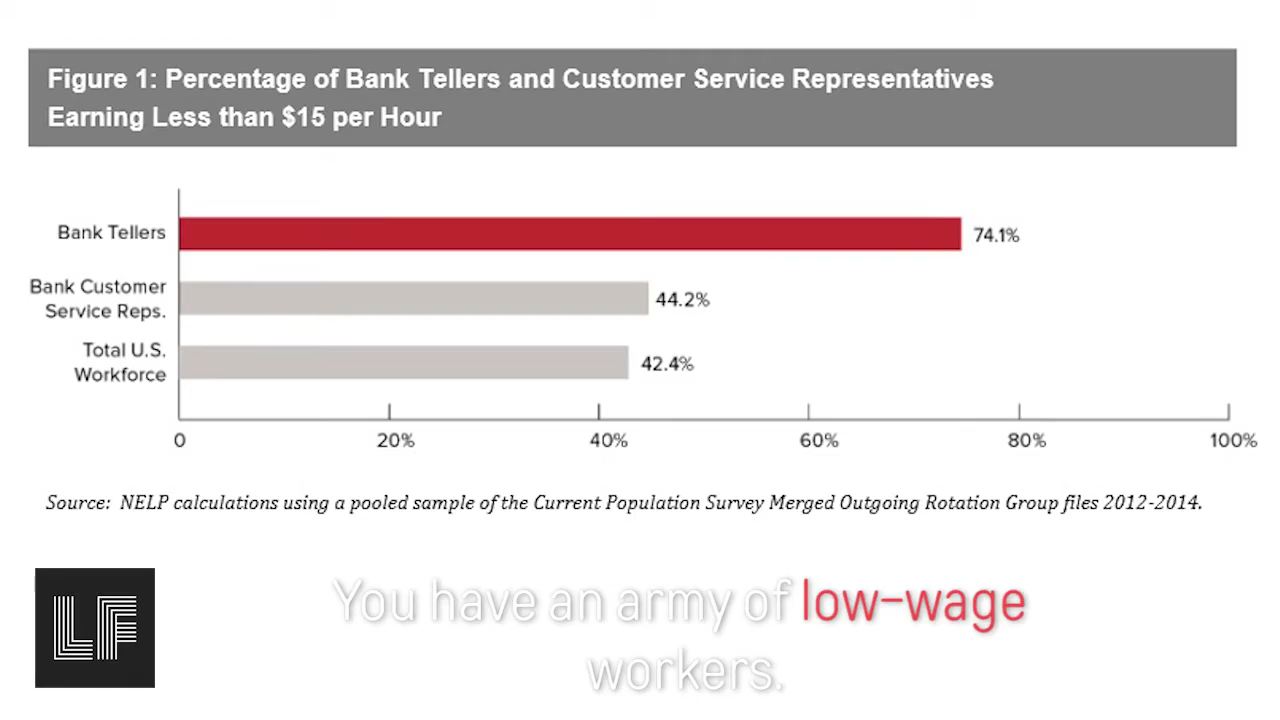 Figure 1: Percentage of Bank Tellers and Customer Service Representatives
Earning Less than $15 per Hour
Bank Tellers
74.1%
Bank Customer
Service Reps.
44.2%
Total U.S.
Workforce
42.4%
0 20% 40% 60% 80% 100%
Source: NELP calculations using a pooled sample of the Current Population Survey Merged Outgoing Rotation Group files 2012-2014.
LF
You have an army of low-wage
workers.